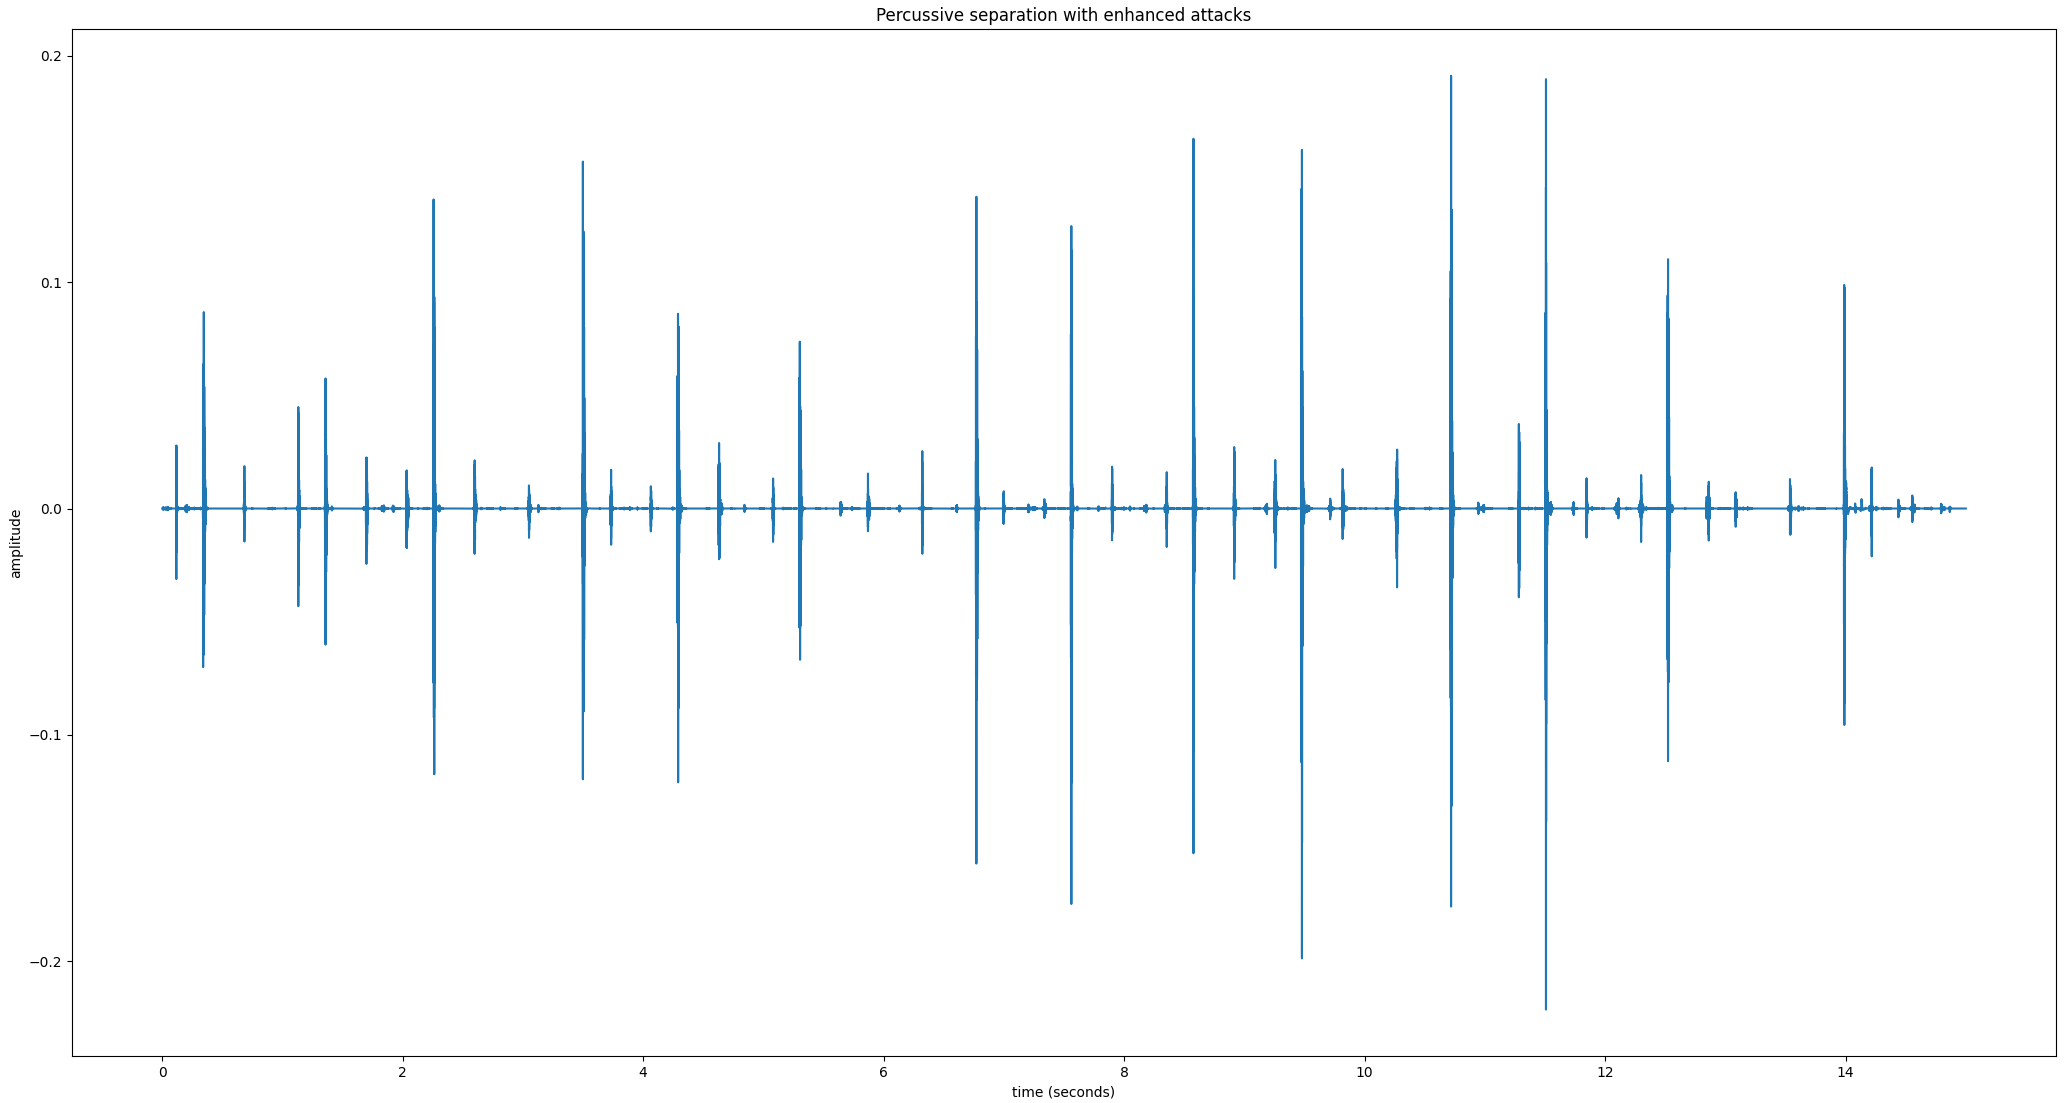 Percussive separation with enhanced attacks
0.2
0.1
0.0
−0.1
−0.2
amplitude
0 2 4 6 8 10 12 14
time (seconds)